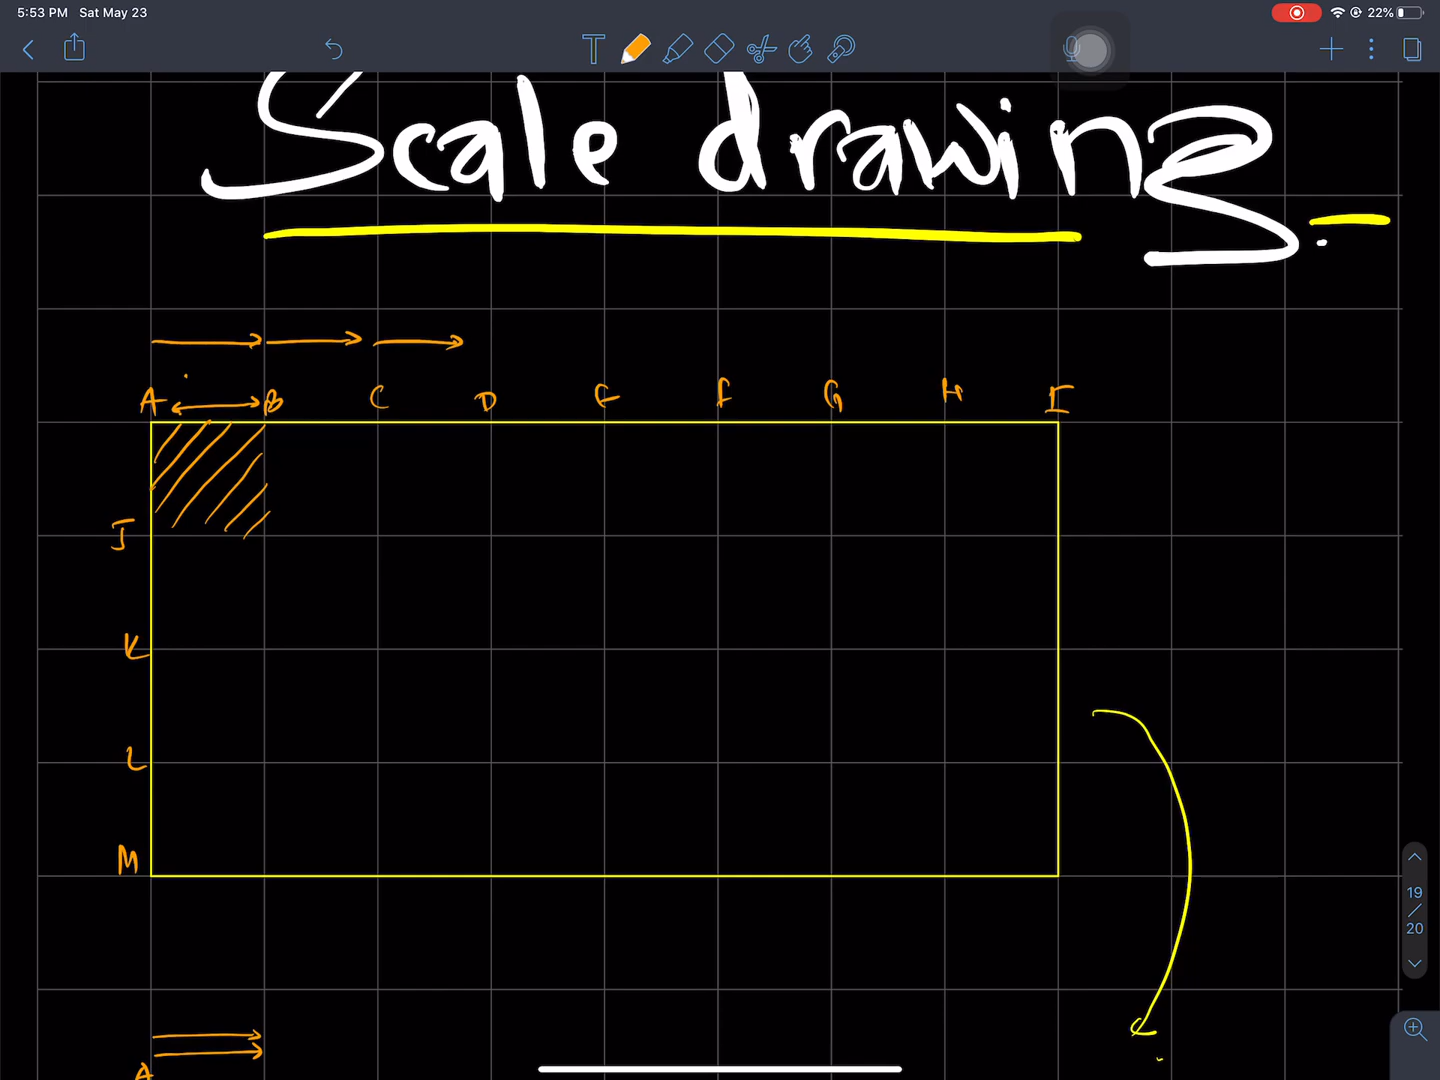 5:53 PM Sat May 23
22%
T
Scale drawing.
A B C D E F G H I
J
K
L
M
19
/
20
A